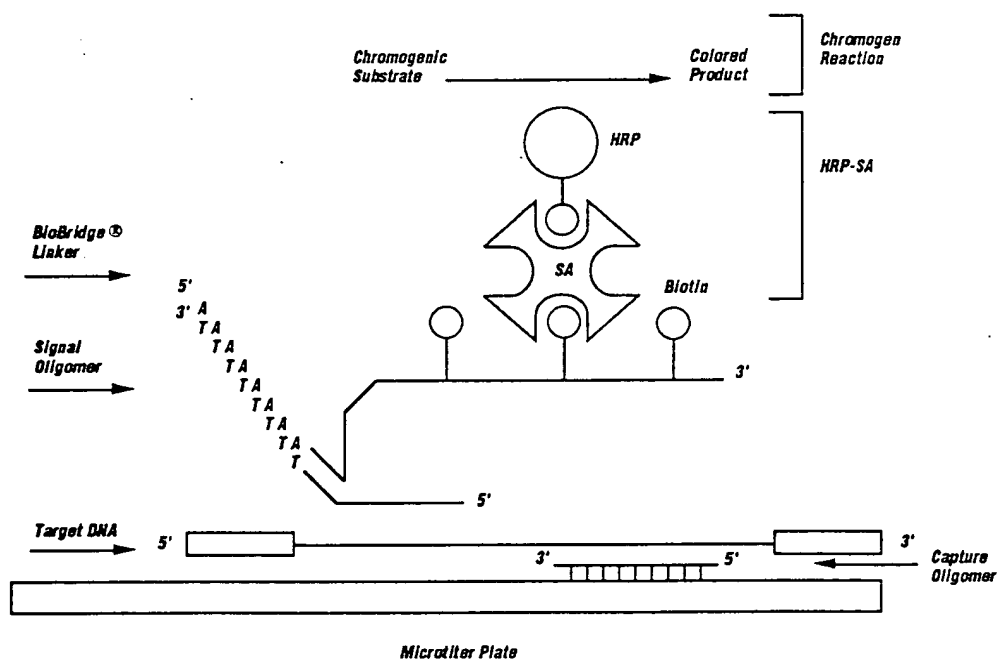 Chromogenic
Substrate
Colored
Product
Chromogen
Reaction
HRP
HRP-SA
BioBridge®
Linker
SA
Biotin
5'
3' A
T A
T A
T A
T A
T A
T A
T A
T
Signal
Oligomer
3'
5'
Target DNA
5'
3'
3'
5'
Capture
Oligomer
Microtiter Plate